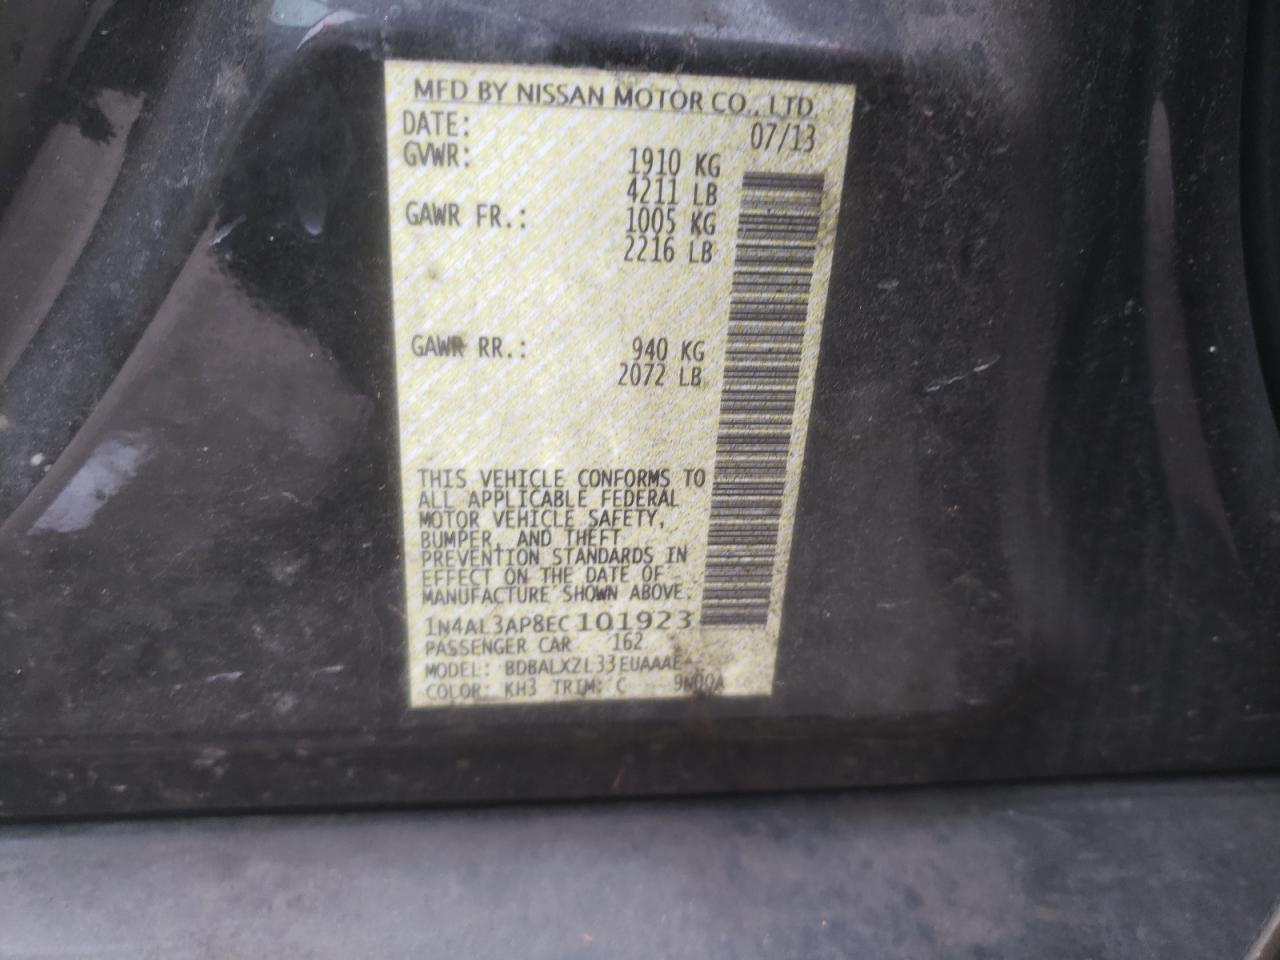 MFD BY NISSAN MOTOR CO., LTD.
DATE: 07/13
GVWR: 1910 KG
4211 LB
GAWR FR.: 1005 KG
2216 LB
GAWR RR.: 940 KG
2072 LB
THIS VEHICLE CONFORMS TO
ALL APPLICABLE FEDERAL
MOTOR VEHICLE SAFETY,
BUMPER, AND THEFT
PREVENTION STANDARDS IN
EFFECT ON THE DATE OF
MANUFACTURE SHOWN ABOVE.
1N4AL3AP8EC101923
PASSENGER CAR 162
MODEL: BDBALXZL33EUAAAE
COLOR: KH3 TRIM: C